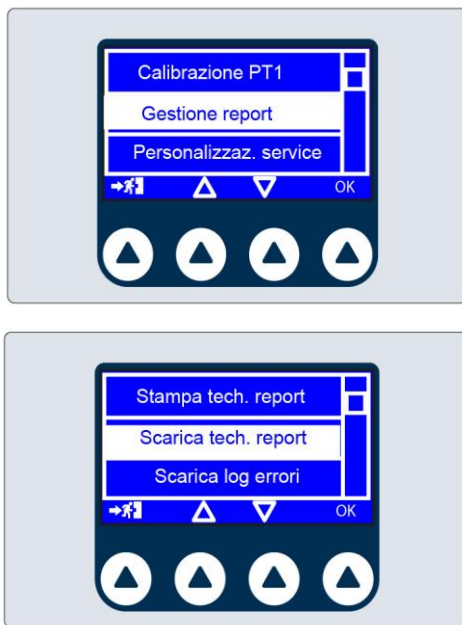 Calibrazione PT1
Gestione report
Personalizzaz. service
OK
Stampa tech. report
Scarica tech. report
Scarica log errori
OK